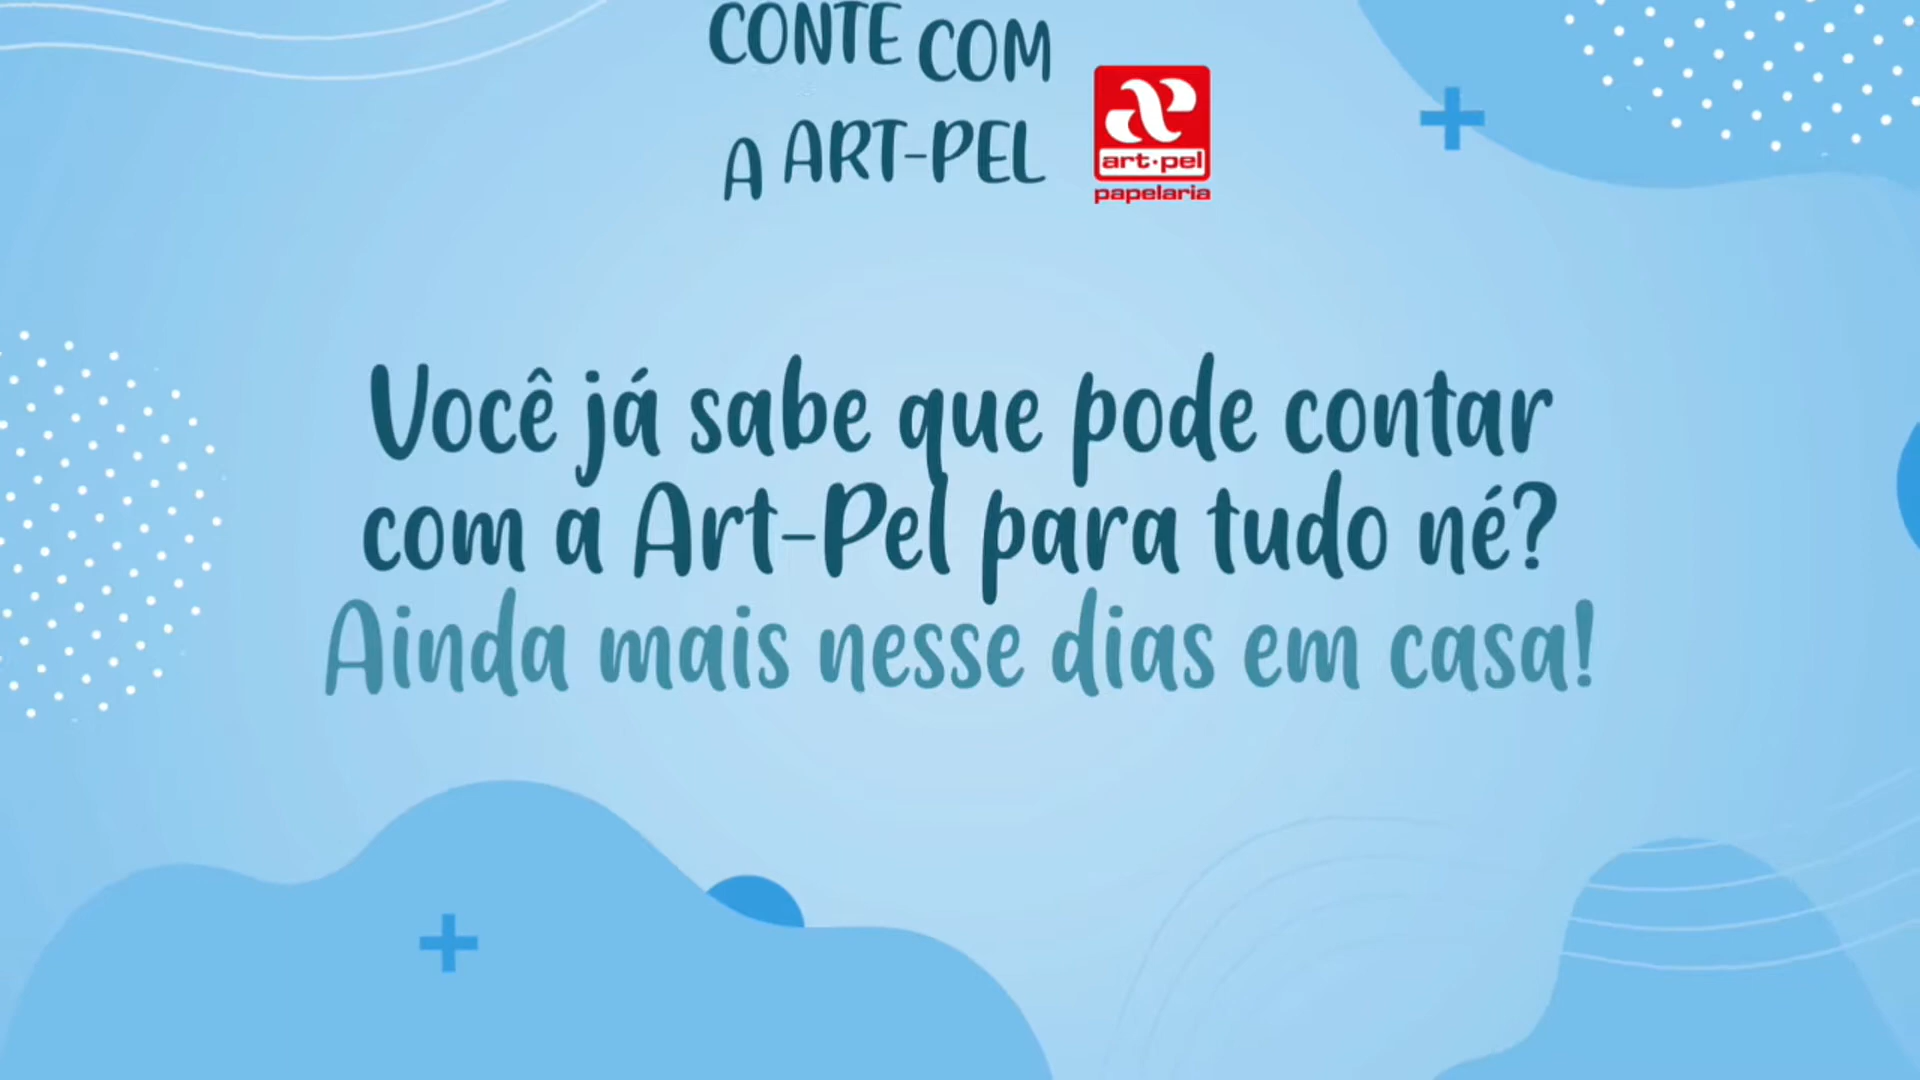 CONTE COM
A ART-PEL
art·pel
papelaria
Você já sabe que pode contar
com a Art-Pel para tudo né?
Ainda mais nesse dias em casa!